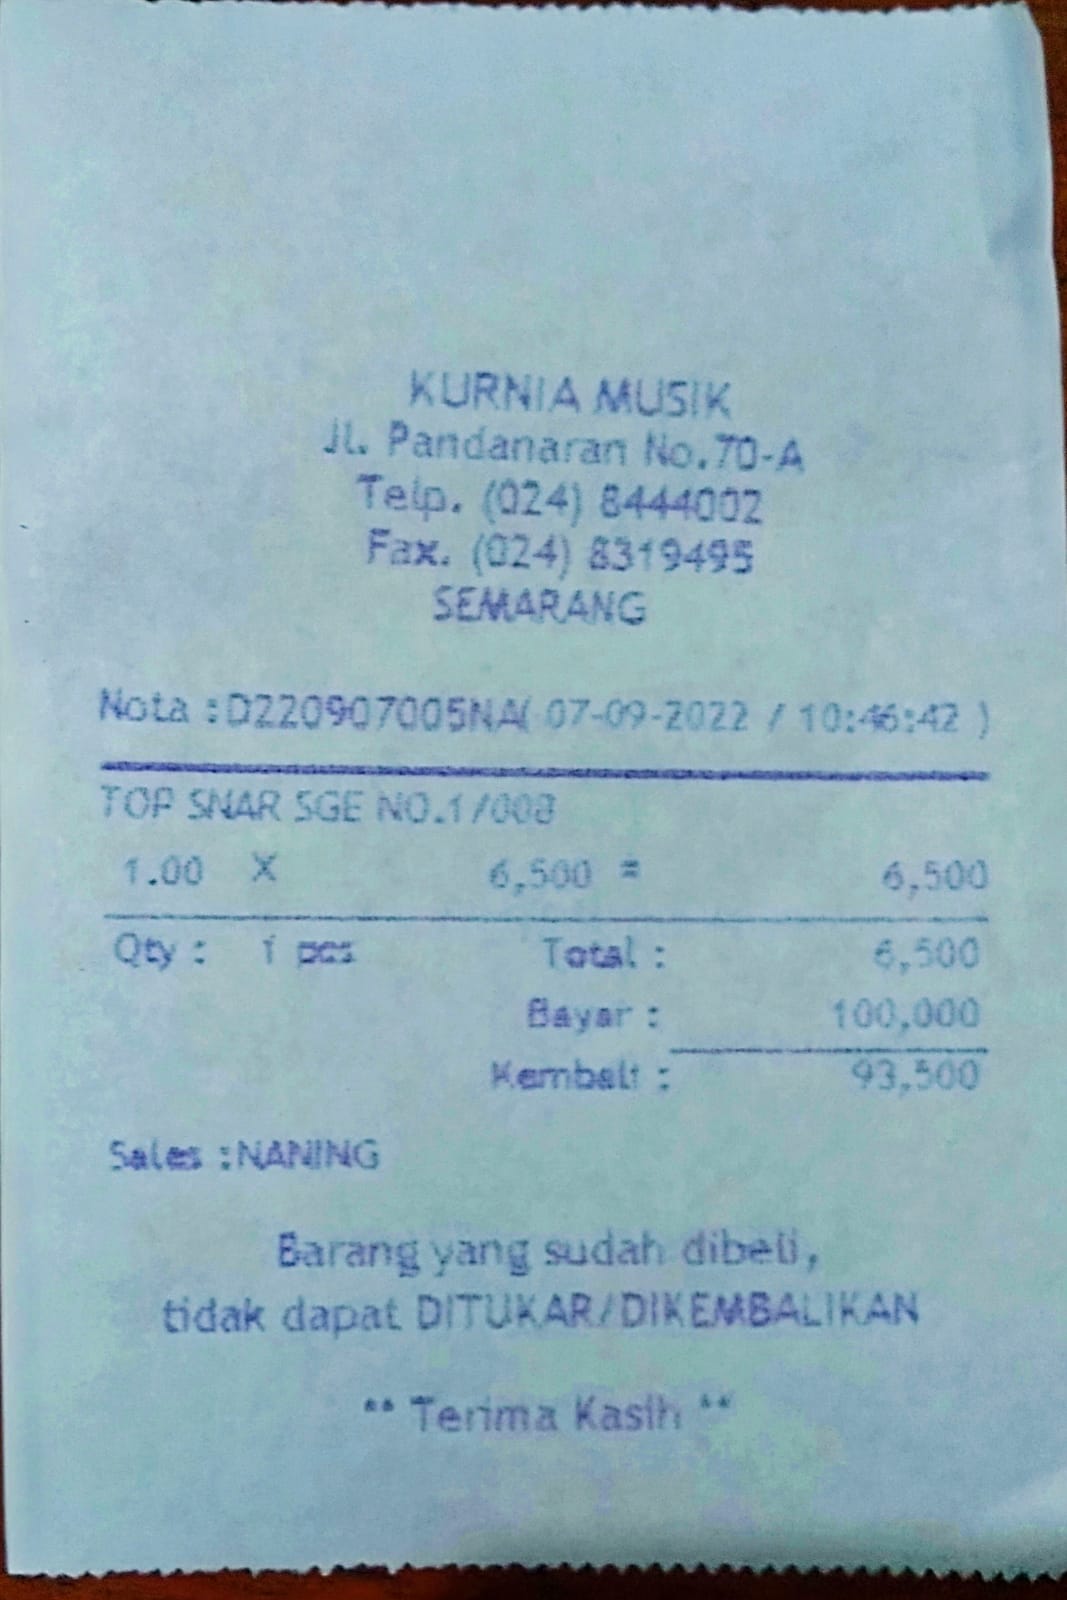 KURNIA MUSIK
Jl. Pandanaran No.70-A
Telp. (024) 8444002
Fax. (024) 8319495
SEMARANG
Nota :D220907005NA( 07-09-2022 / 10:46:42 )
TOP SNAR SGE NO.1/008
1.00 X 6,500 = 6,500
Qty : 1 pcs Total : 6,500
Bayar : 100,000
Kembali : 93,500
Sales :NANING
Barang yang sudah dibeli,
tidak dapat DITUKAR/DIKEMBALIKAN
** Terima Kasih **